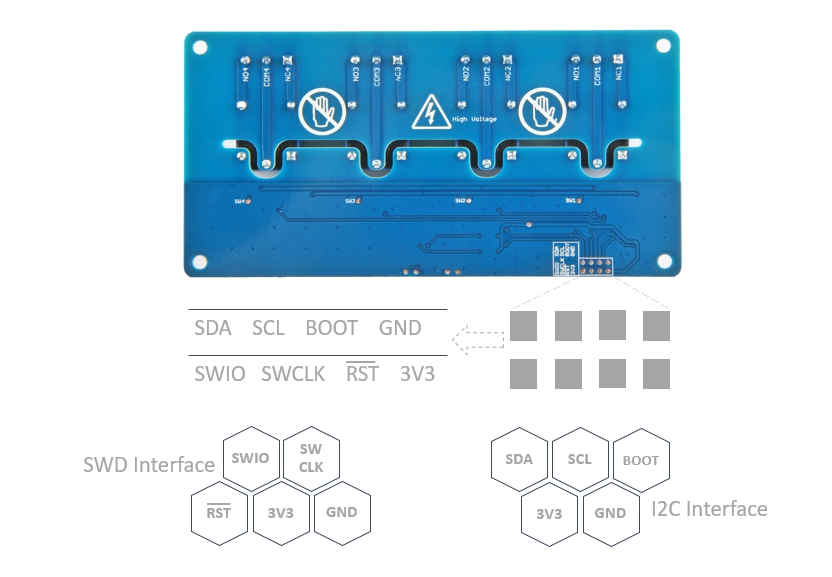 NO4 COM4 NC4 NO3 COM3 NC3 NO2 COM2 NC2 NO1 COM1 NC1
High Voltage
SW4 SW3 SW2 SW1
SDA SCL BOOT GND
SWIO SWCLK RST 3V3
SDA SCL BOOT GND
SWIO SWCLK RST 3V3
SWD Interface
SWIO
SW
CLK
RST
3V3
GND
SDA
SCL
BOOT
3V3
GND
I2C Interface